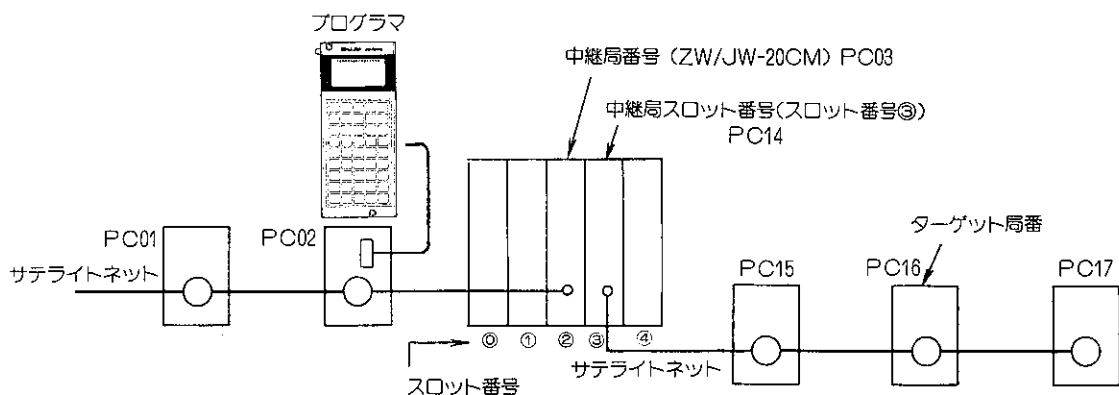 プログラマ
中継局番号 (ZW/JW-20CM) PC03
中継局スロット番号(スロット番号③)
PC14
PC01
PC02
サテライトネット
ターゲット局番
PC15
PC16
PC17
⓪ ① ② ③ ④
サテライトネット
スロット番号